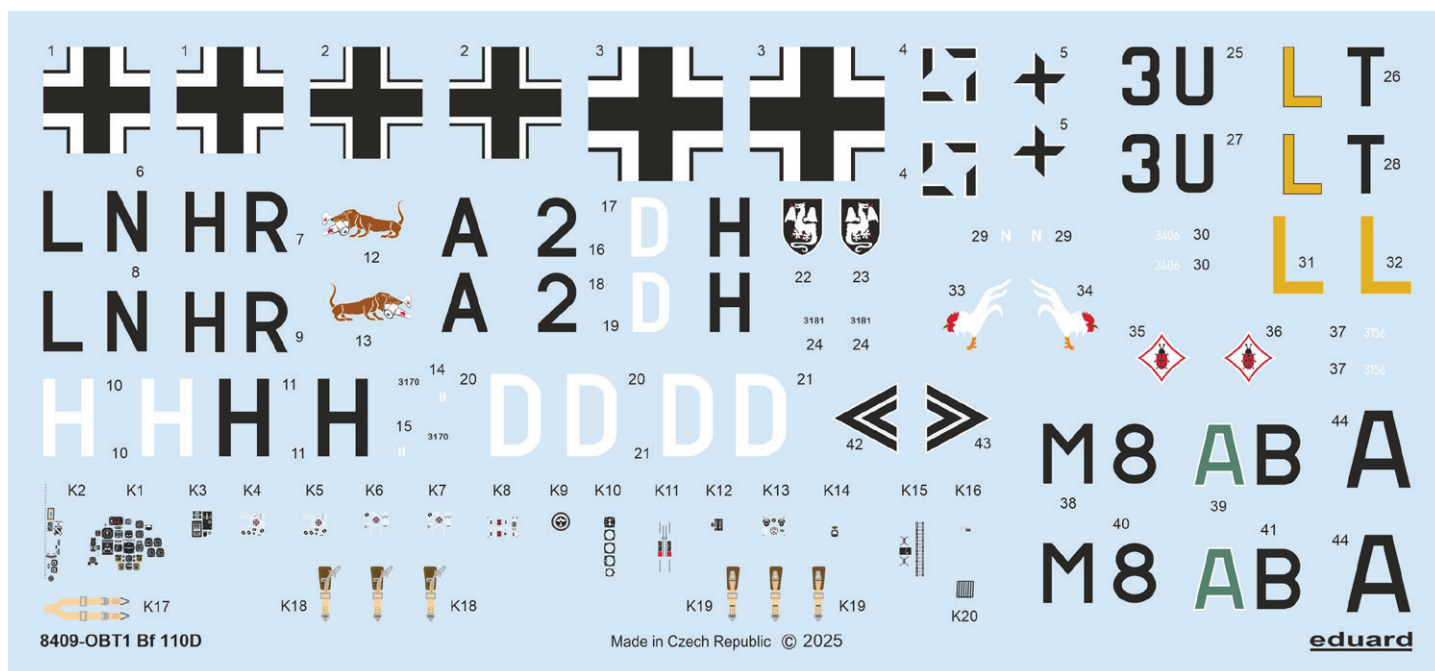 1 1 2 2 3 3 4 5 3U 25 L T 26
4 5 3U 27 L T 28
6
L N H R 7 12 A 2 17 16 D H 22 23 29 N N 29 3406 30
3406 30 31 L 32 L
8
L N H R 9 13 A 2 18 19 D H 3181 3181 33 34
24 24 35 36 37 3156
37 3156
H 10 H 11 H H 3170 14 II 20 D D 20 D D 21
10 11 15 II 3170 21 42 43
M 8 A B 44 A
38 39
K2 K1 K3 K4 K5 K6 K7 K8 K9 K10 K11 K12 K13 K14 K15 K16
40 41
M 8 A B 44 A
K17 K18 K18 K19 K19 K20
8409-OBT1 Bf 110D Made in Czech Republic © 2025 eduard